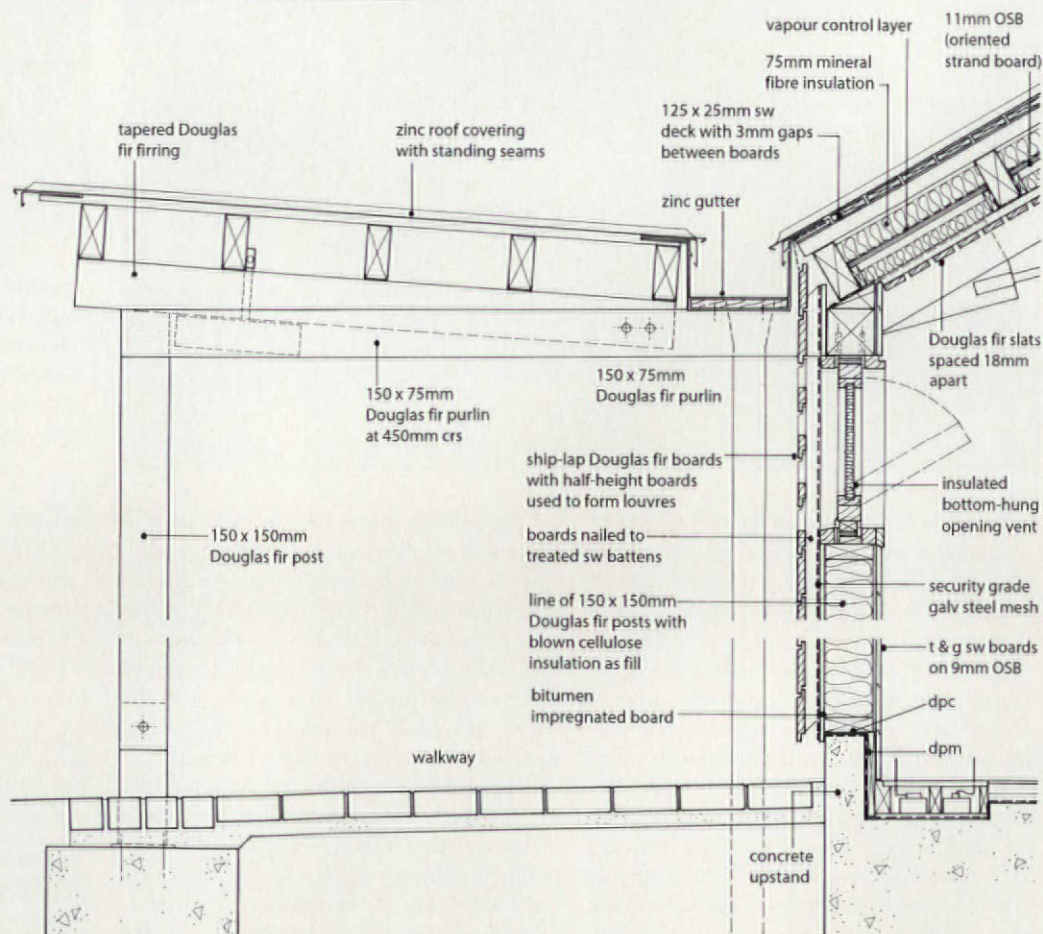 vapour control layer
11mm OSB
(oriented
strand board)
75mm mineral
fibre insulation
125 x 25mm sw
deck with 3mm gaps
between boards
tapered Douglas
fir firring
zinc roof covering
with standing seams
zinc gutter
Douglas fir slats
spaced 18mm
apart
150 x 75mm
Douglas fir purlin
at 450mm crs
150 x 75mm
Douglas fir purlin
ship-lap Douglas fir boards
with half-height boards
used to form louvres
insulated
bottom-hung
opening vent
150 x 150mm
Douglas fir post
boards nailed to
treated sw battens
security grade
galv steel mesh
line of 150 x 150mm
Douglas fir posts with
blown cellulose
insulation as fill
t & g sw boards
on 9mm OSB
bitumen
impregnated board
dpc
dpm
walkway
concrete
upstand